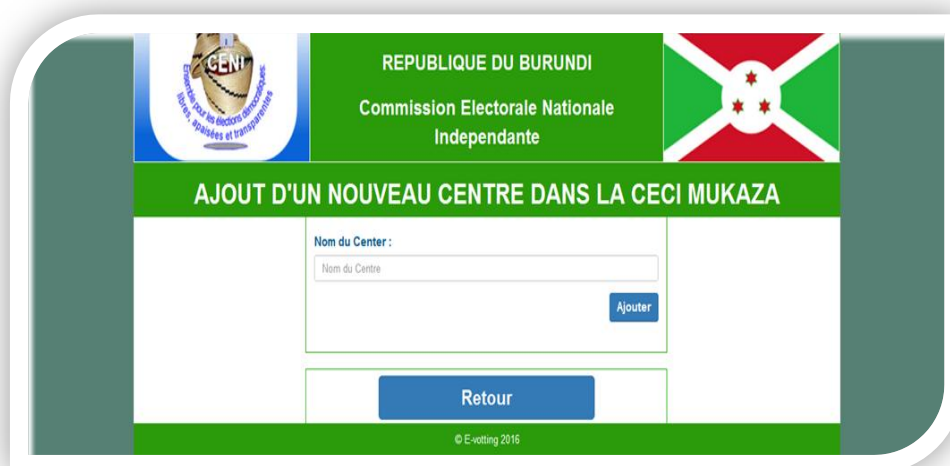 CENI
Ensemble pour les élections démocratiques:
libres, apaisées et transparentes
REPUBLIQUE DU BURUNDI
Commission Electorale Nationale
Independante
AJOUT D'UN NOUVEAU CENTRE DANS LA CECI MUKAZA
Nom du Center :
Nom du Centre
Ajouter
Retour
© E-votting 2016